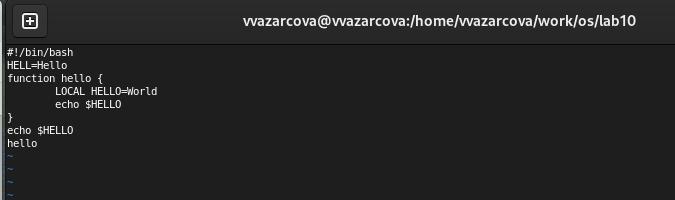 vvazarcova@vvazarcova:/home/vvazarcova/work/os/lab10
#!/bin/bash
HELL=Hello
function hello {
        LOCAL HELLO=World
        echo $HELLO
}
echo $HELLO
hello
~
~
~
~